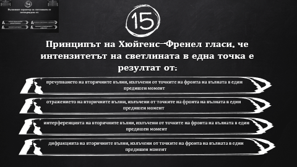 15
Принципът на Хюйгенс–Френел гласи, че
интензитетът на светлината в една точка е
резултат от:
пречупването на вторичните вълни, излъчени от точките на фронта на вълната в един
предишен момент
отражението на вторичните вълни, излъчени от точките на фронта на вълната в един
предишен момент
интерференцията на вторичните вълни, излъчени от точките на фронта на вълната в един
предишен момент
дифракцията на вторичните вълни, излъчени от точките на фронта на вълната в един
предишен момент